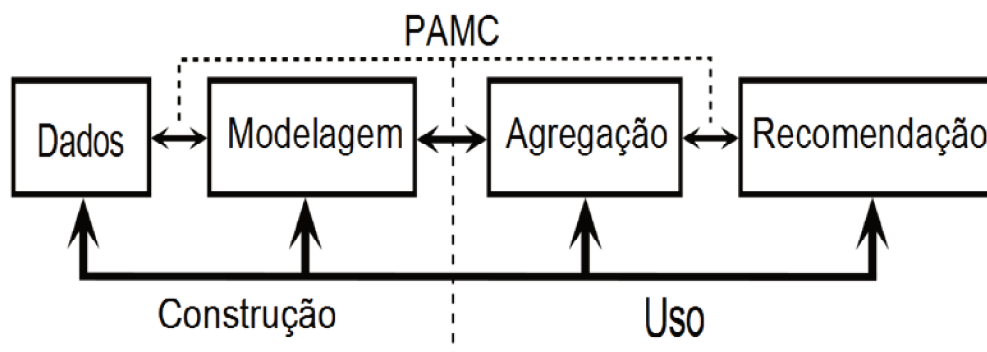 PAMC
Dados
Modelagem
Agregação
Recomendação
Construção
Uso